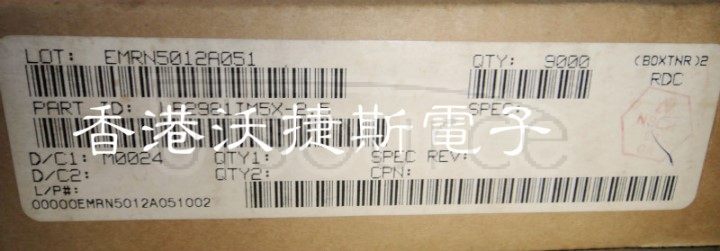 LOT: EMRN5012A051 QTY: 9000 (BOXTNR)2
RDC
PART ID: SPEC:
香港沃捷斯電子
D/C1: M0024 QTY1: SPEC REV:
D/C2: QTY2: CPN:
L/P#:
00000EMRN5012A051002